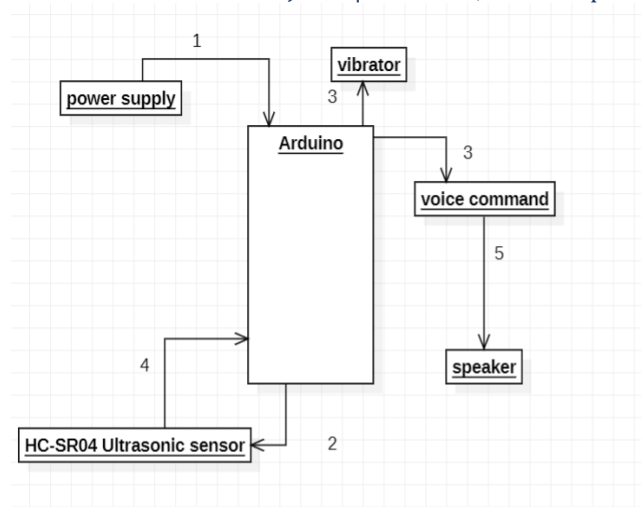 1
vibrator
power supply
3
Arduino
3
voice command
5
speaker
4
HC-SR04 Ultrasonic sensor
2